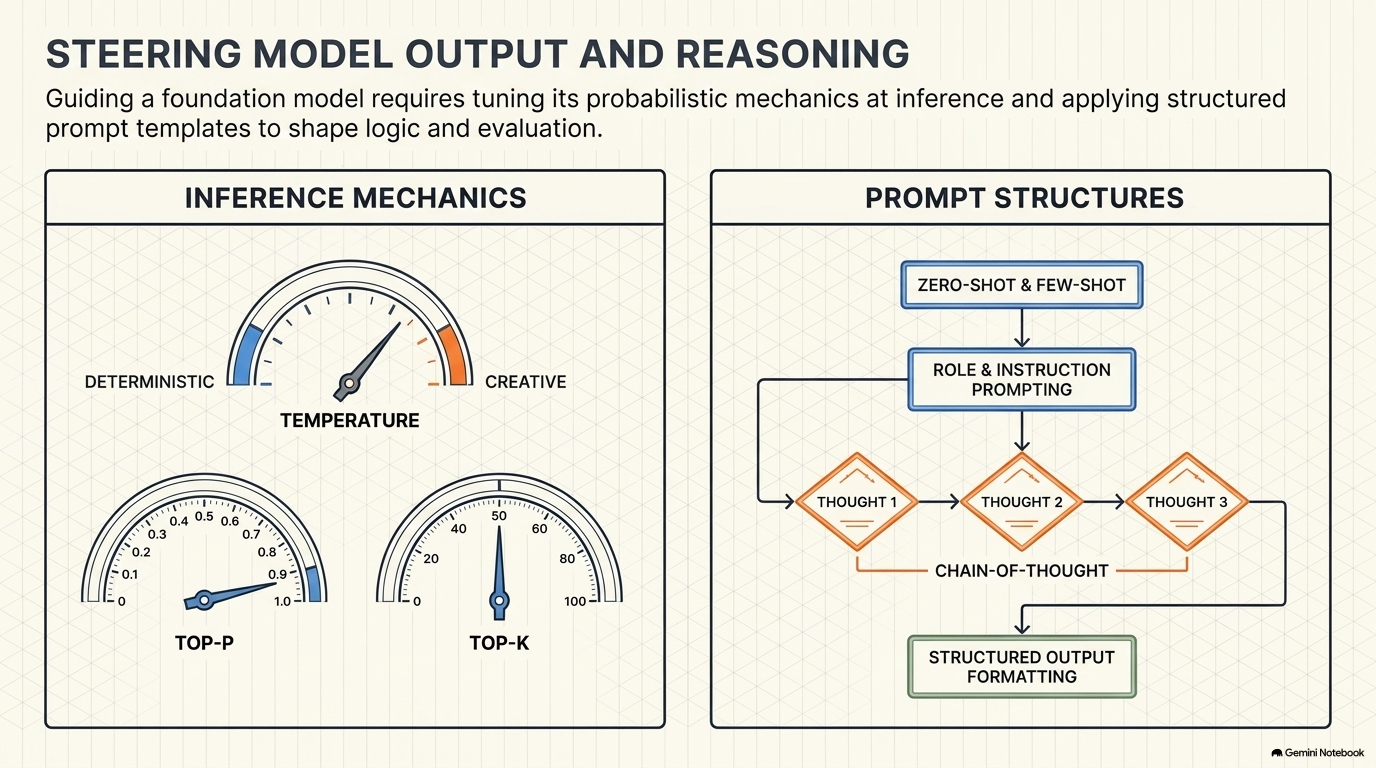 STEERING MODEL OUTPUT AND REASONING
Guiding a foundation model requires tuning its probabilistic mechanics at inference and applying structured
prompt templates to shape logic and evaluation.
INFERENCE MECHANICS
DETERMINISTIC
CREATIVE
TEMPERATURE
0
0.1
0.2
0.3
0.4
0.5
0.6
0.7
0.8
0.9
1.0
TOP-P
0
20
40
50
60
80
100
TOP-K
PROMPT STRUCTURES
ZERO-SHOT & FEW-SHOT
ROLE & INSTRUCTION
PROMPTING
THOUGHT 1
THOUGHT 2
THOUGHT 3
CHAIN-OF-THOUGHT
STRUCTURED OUTPUT
FORMATTING
Gemini Notebook